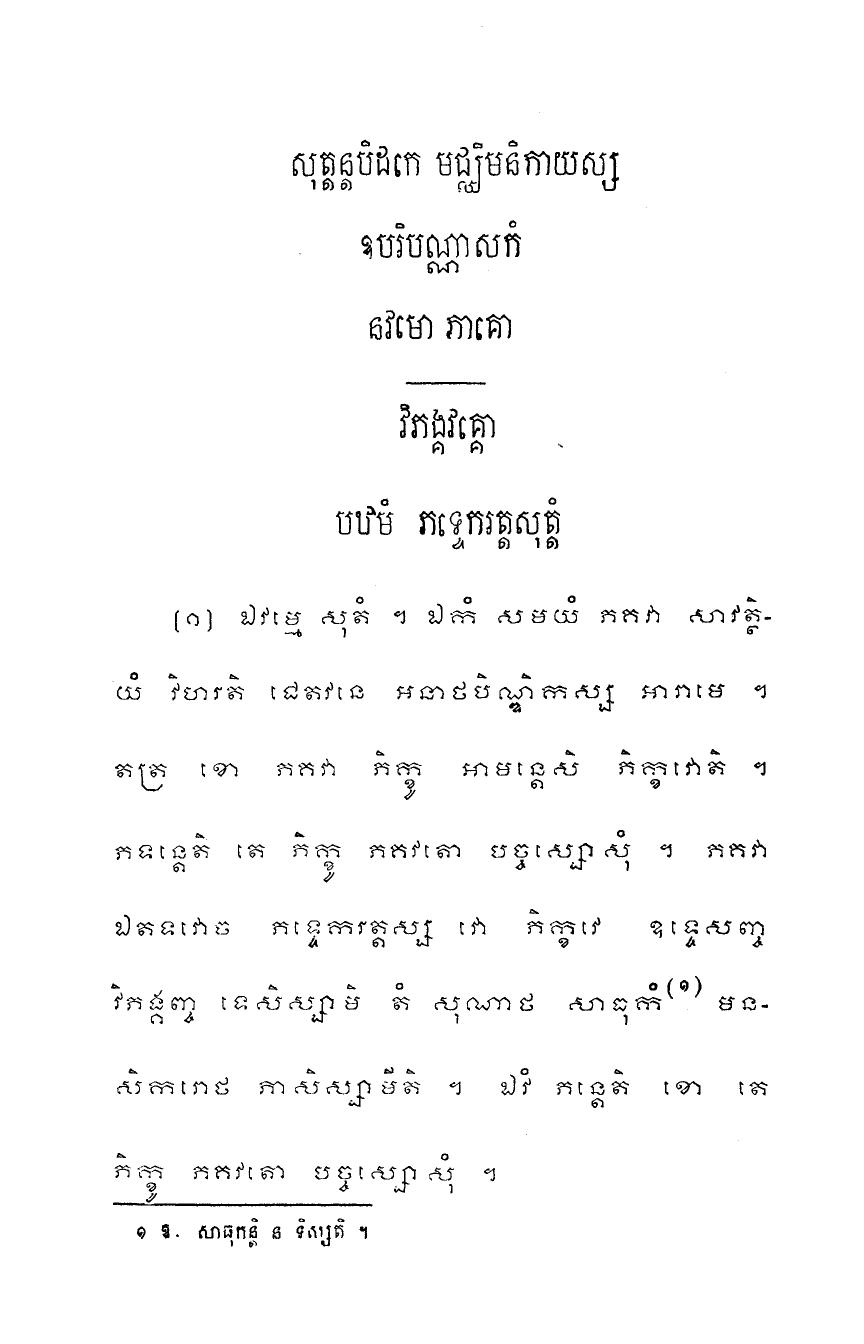 សុត្តន្តបិដកេ មជ្ឈិមនិកាយស្ស
ឧបរិបណ្ណាសកំ
នវមោ ភាគោ
វិភង្គវគ្គោ
បឋមំ ភទ្ទេករត្តសុត្តំ
(១) ឯវម្មេ សុតំ ។ ឯកំ សមយំ ភគវា សាវត្ថិ-
យំ វិហរតិ ជេតវនេ អនាថបិណ្ឌិកស្ស អារាមេ ។
តត្រ ខោ ភគវា ភិក្ខូ អាមន្តេសិ ភិក្ខវោតិ ។
ភទន្តេតិ តេ ភិក្ខូ ភគវតោ បច្ចស្សោសុំ ។ ភគវា
ឯតទវោច ភទ្ទេករត្តស្ស វោ ភិក្ខវេ ឧទ្ទេសញ្ច
វិភង្គញ្ច ទេសិស្សាមិ តំ សុណាថ សាធុកំ(១) មន-
សិករោថ ភាសិស្សាមីតិ ។ ឯវំ ភន្តេតិ ខោ តេ
ភិក្ខូ ភគវតោ បច្ចស្សោសុំ ។
១ ឱ. សាធុកន្តិ ន ទិស្សតិ ។